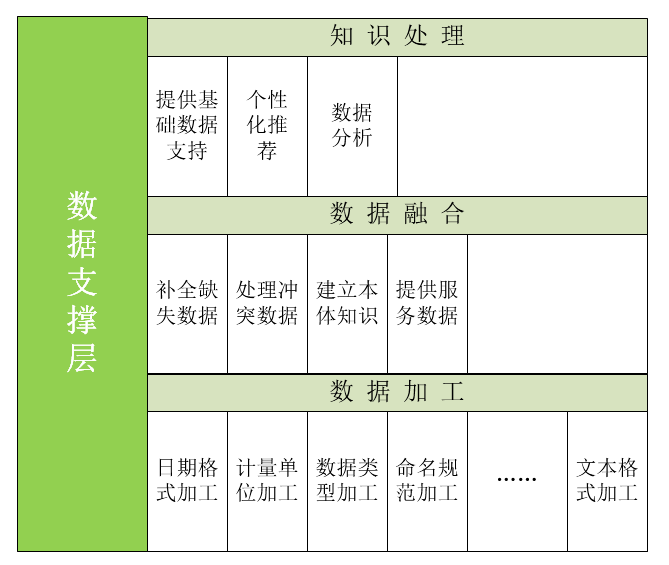 数
据
支
撑
层
知识处理
提供基
础数据
支持
个性
化推
荐
数据
分析
数据融合
补全缺
失数据
处理冲
突数据
建立本
体知识
提供服
务数据
数据加工
日期格
式加工
计量单
位加工
数据类
型加工
命名规
范加工
……
文本格
式加工